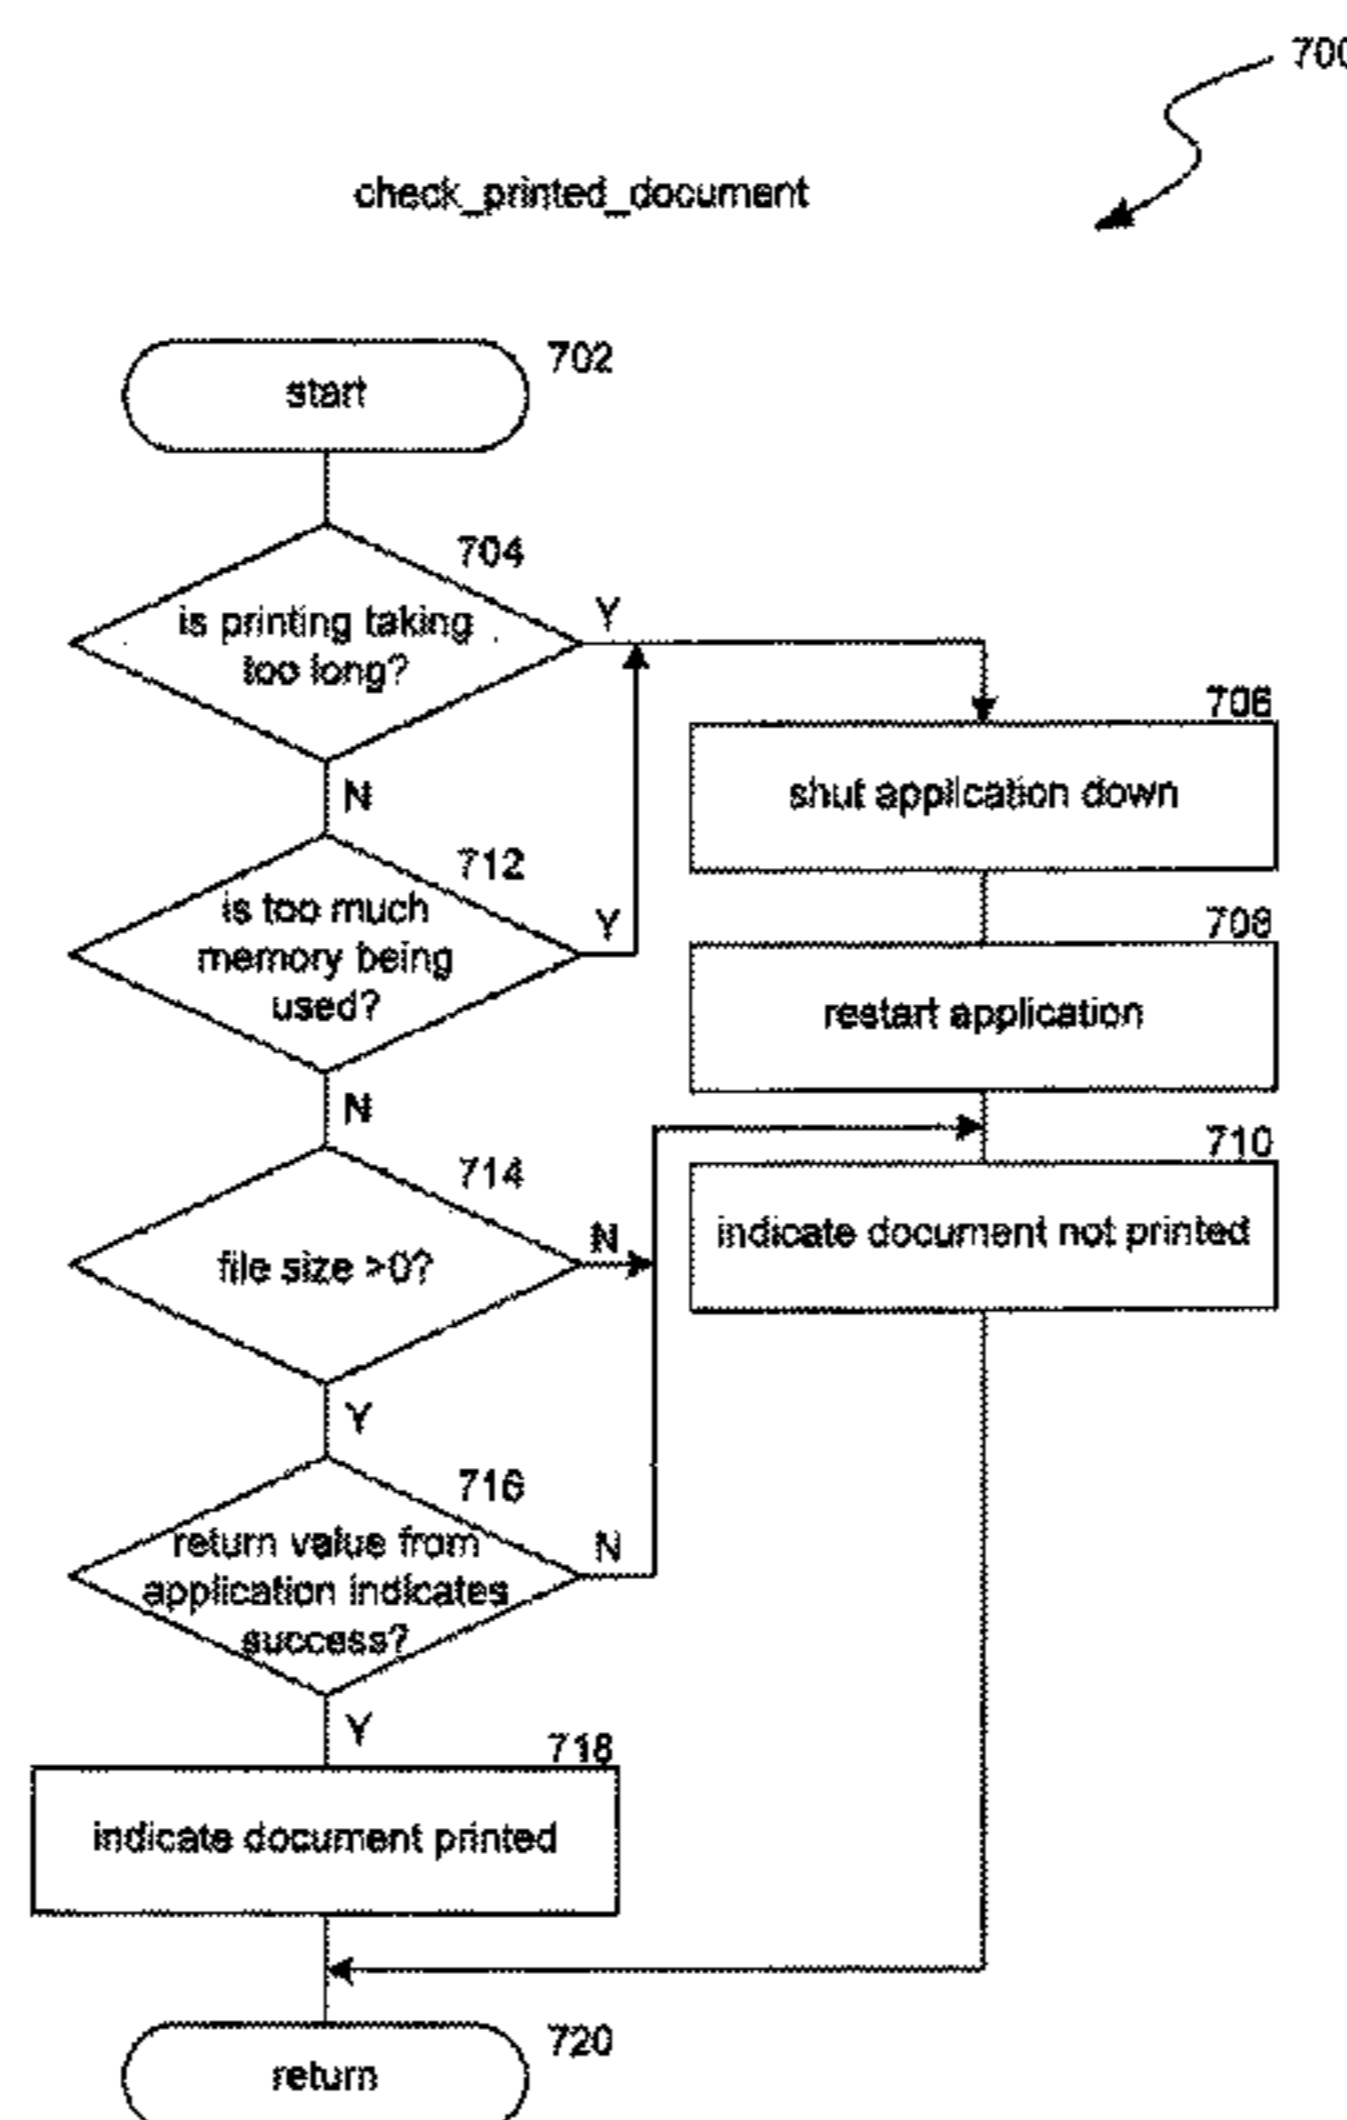 700
check_printed_document
start
702
704
is printing taking
too long?
Y
N
706
shut application down
712
is too much
memory being
used?
Y
N
708
restart application
710
indicate document not printed
714
file size >0?
N
Y
716
return value from
application indicates
success?
N
Y
718
indicate document printed
720
return